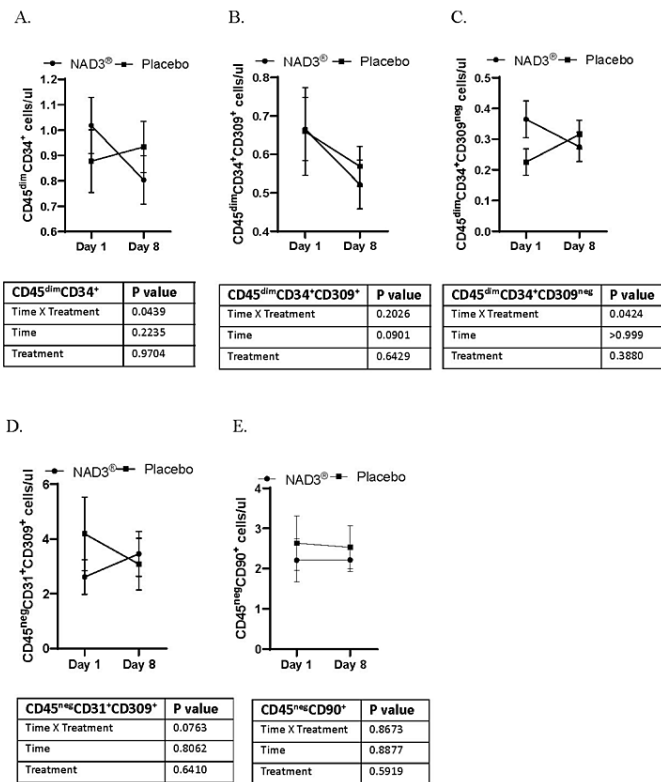 A.
NAD3® Placebo
CD45ᵈⁱᵐCD34⁺ cells/ul
1.2
1.1
1.0
0.9
0.8
0.7
0.6
Day 1 Day 8
CD45ᵈⁱᵐCD34⁺ P value
Time X Treatment 0.0439
Time 0.2235
Treatment 0.9704
B.
NAD3® Placebo
CD45ᵈⁱᵐCD34⁺CD309⁺ cells/ul
0.8
0.7
0.6
0.5
0.4
Day 1 Day 8
CD45ᵈⁱᵐCD34⁺CD309⁺ P value
Time X Treatment 0.2026
Time 0.0901
Treatment 0.6429
C.
NAD3® Placebo
CD45ᵈⁱᵐCD34⁺CD309ⁿᵉᵍ cells/ul
0.5
0.4
0.3
0.2
0.1
0.0
Day 1 Day 8
CD45ᵈⁱᵐCD34⁺CD309ⁿᵉᵍ P value
Time X Treatment 0.0424
Time >0.999
Treatment 0.3880
D.
NAD3® Placebo
CD45ⁿᵉᵍCD31⁺CD309⁺ cells/ul
6
4
2
0
Day 1 Day 8
CD45ⁿᵉᵍCD31⁺CD309⁺ P value
Time X Treatment 0.0763
Time 0.8062
Treatment 0.6410
E.
NAD3® Placebo
CD45ⁿᵉᵍCD90⁺ cells/ul
4
3
2
1
0
Day 1 Day 8
CD45ⁿᵉᵍCD90⁺ P value
Time X Treatment 0.8673
Time 0.8877
Treatment 0.5919